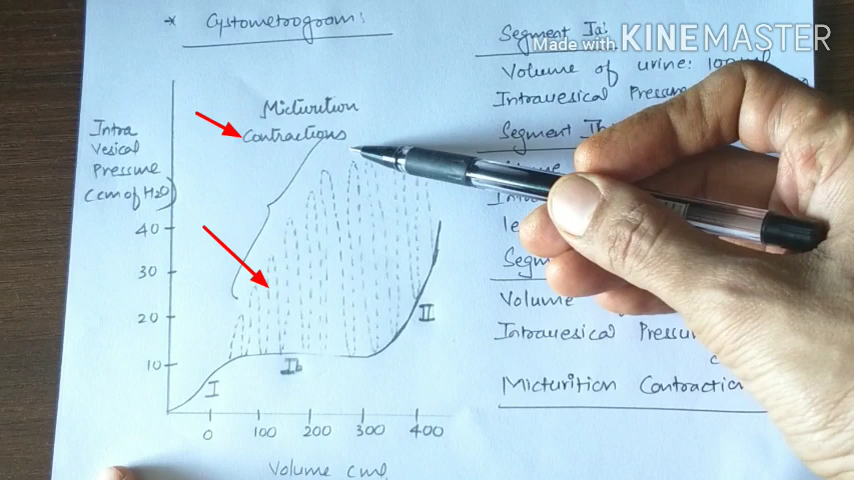 * Cystometrogram:
Micturition
Contractions
Intra
Vesical
Pressure
(cm of H2O)
40
30
20
10
I
Ib
II
0 100 200 300 400
Volume (ml
Segment Ia:
Made with KINEMASTER
Volume of urine: 100 ml
Intravesical Pressure
Segment Ib
Volume
Intravesical Pressure
Micturition Contraction